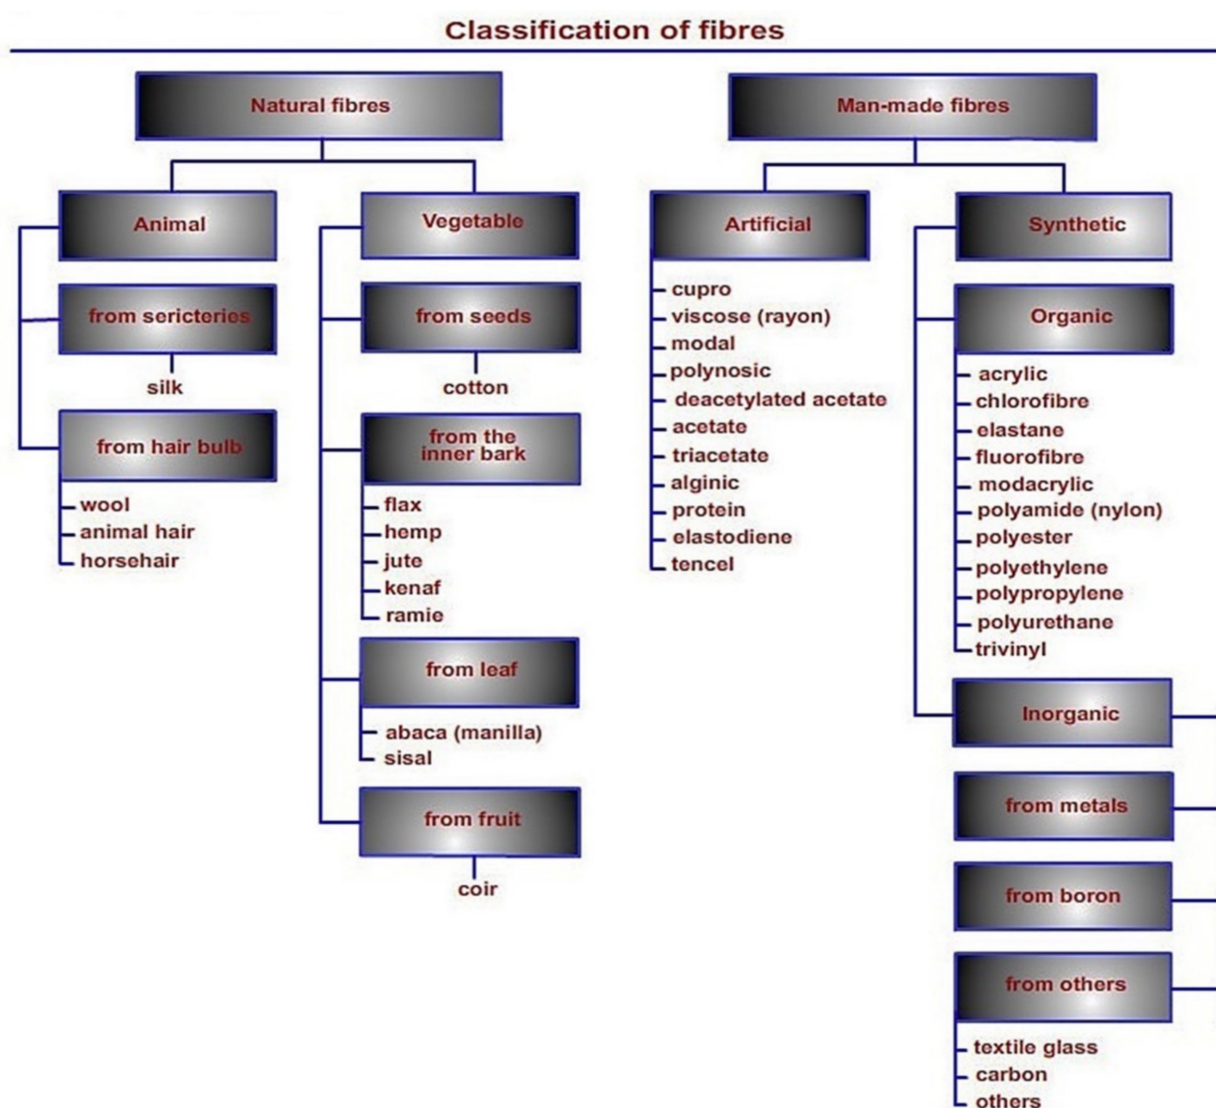 Classification of fibres
Natural fibres
Animal
from sericteries
silk
from hair bulb
wool
animal hair
horsehair
Vegetable
from seeds
cotton
from the
inner bark
flax
hemp
jute
kenaf
ramie
from leaf
abaca (manilla)
sisal
from fruit
coir
Man-made fibres
Artificial
cupro
viscose (rayon)
modal
polynosic
deacetylated acetate
acetate
triacetate
alginic
protein
elastodiene
tencel
Synthetic
Organic
acrylic
chlorofibre
elastane
fluorofibre
modacrylic
polyamide (nylon)
polyester
polyethylene
polypropylene
polyurethane
trivinyl
Inorganic
from metals
from boron
from others
textile glass
carbon
others